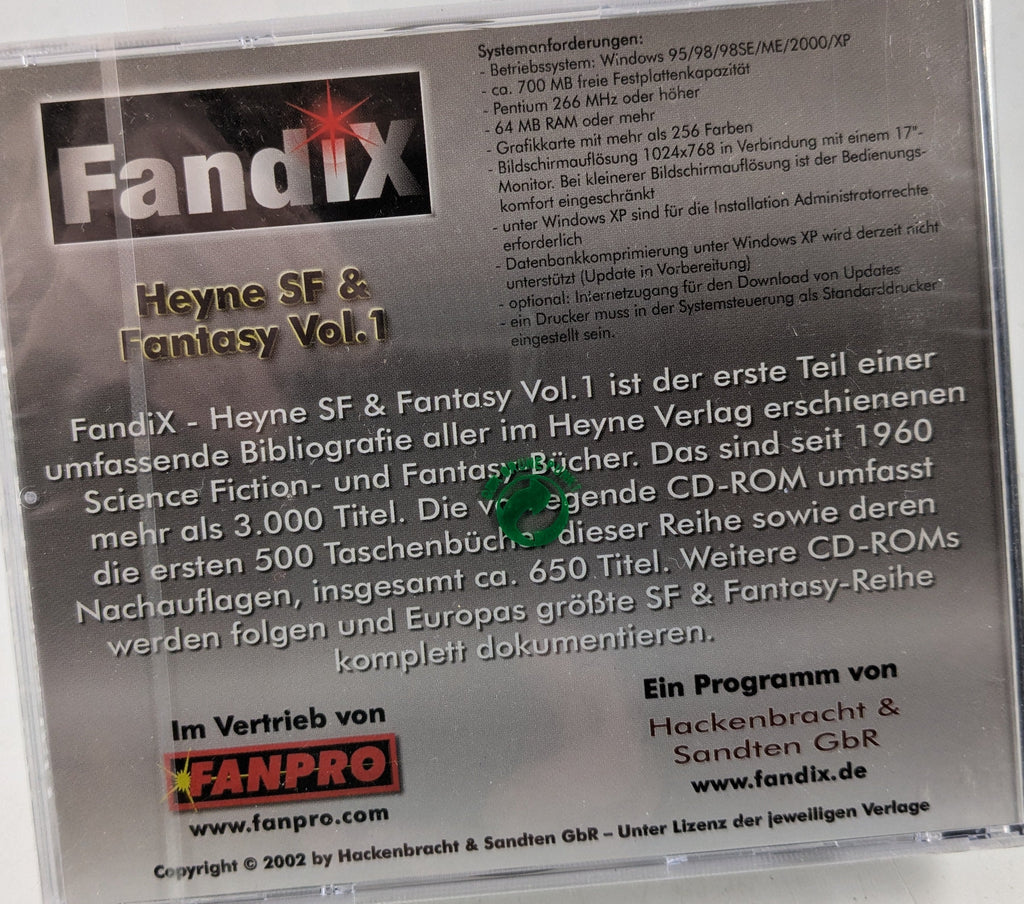 FandiX
Heyne SF &
Fantasy Vol.1
Systemanforderungen:
- Betriebssystem: Windows 95/98/98SE/ME/2000/XP
- ca. 700 MB freie Festplattenkapazität
- Pentium 266 MHz oder höher
- 64 MB RAM oder mehr
- Grafikkarte mit mehr als 256 Farben
- Bildschirmauflösung 1024x768 in Verbindung mit einem 17"-
Monitor. Bei kleinerer Bildschirmauflösung ist der Bedienungs-
komfort eingeschränkt
- unter Windows XP sind für die Installation Administratorrechte
erforderlich
- Datenbankkomprimierung unter Windows XP wird derzeit nicht
unterstützt (Update in Vorbereitung)
- optional: Internetzugang für den Download von Updates
- ein Drucker muss in der Systemsteuerung als Standarddrucker
eingestellt sein.
FandiX - Heyne SF & Fantasy Vol.1 ist der erste Teil einer
umfassende Bibliografie aller im Heyne Verlag erschienenen
Science Fiction- und Fantasy-Bücher. Das sind seit 1960
mehr als 3.000 Titel. Die vorliegende CD-ROM umfasst
die ersten 500 Taschenbücher dieser Reihe sowie deren
Nachauflagen, insgesamt ca. 650 Titel. Weitere CD-ROMs
werden folgen und Europas größte SF & Fantasy-Reihe
komplett dokumentieren.
Im Vertrieb von
FANPRO
www.fanpro.com
Ein Programm von
Hackenbracht &
Sandten GbR
www.fandix.de
Copyright © 2002 by Hackenbracht & Sandten GbR – Unter Lizenz der jeweiligen Verlage